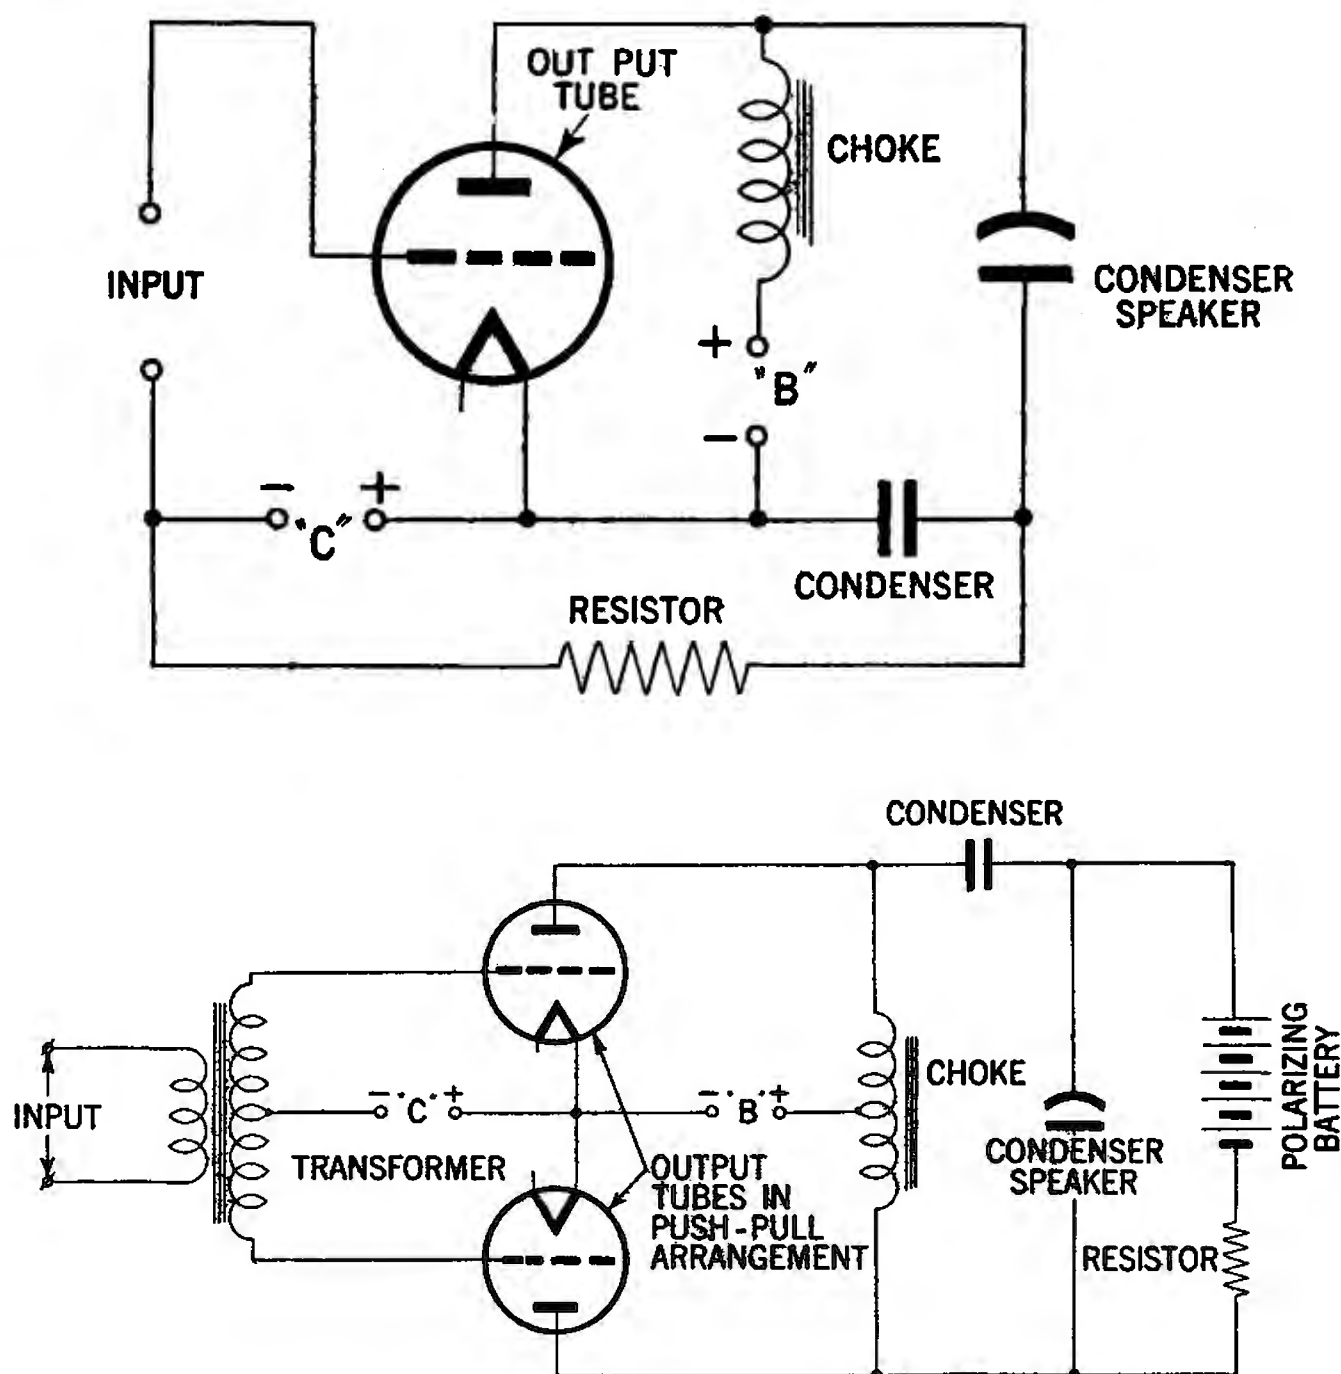 OUT PUT
TUBE
CHOKE
INPUT
CONDENSER
SPEAKER
+
"B"
-
- +
"C"
CONDENSER
RESISTOR
CONDENSER
INPUT
- "C" +
- "B" +
CHOKE
TRANSFORMER
OUTPUT
TUBES IN
PUSH-PULL
ARRANGEMENT
CONDENSER
SPEAKER
POLARIZING
BATTERY
RESISTOR